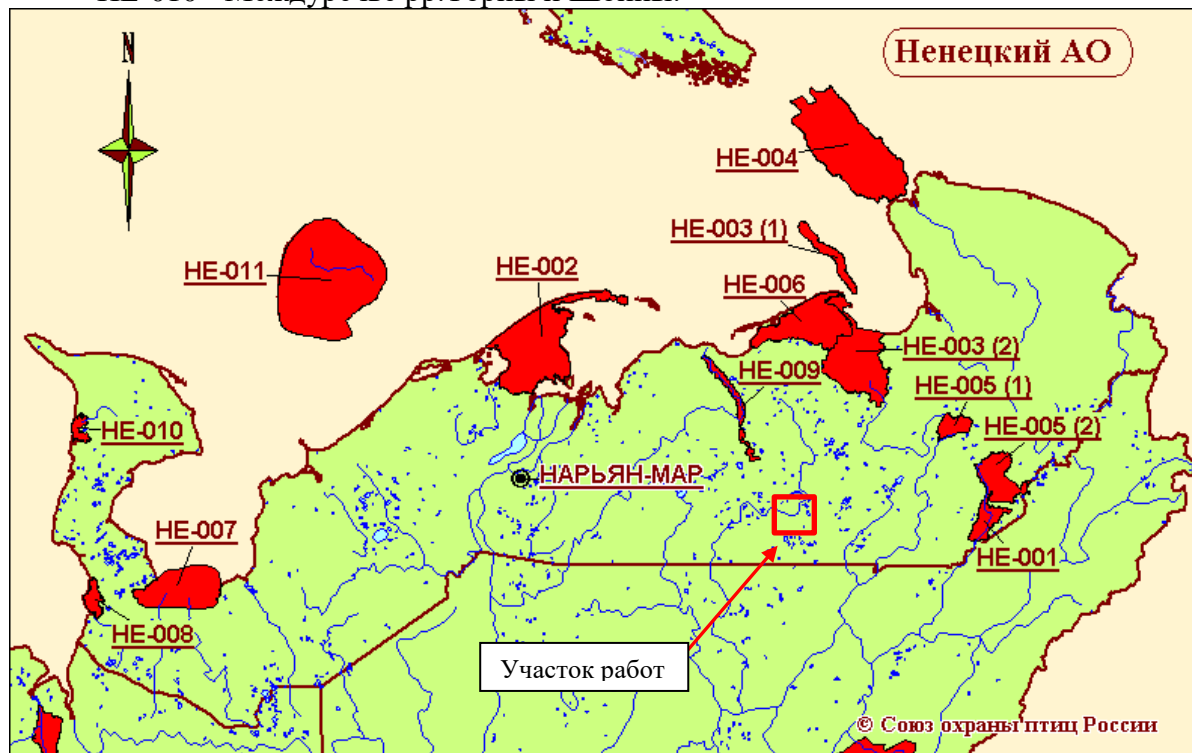 Ненецкий АО
N
НЕ-004
НЕ-003 (1)
НЕ-002
НЕ-011
НЕ-006
НЕ-003 (2)
НЕ-009
НЕ-005 (1)
НЕ-010
НЕ-005 (2)
НАРЬЯН-МАР
НЕ-007
НЕ-001
НЕ-008
Участок работ
© Союз охраны птиц России